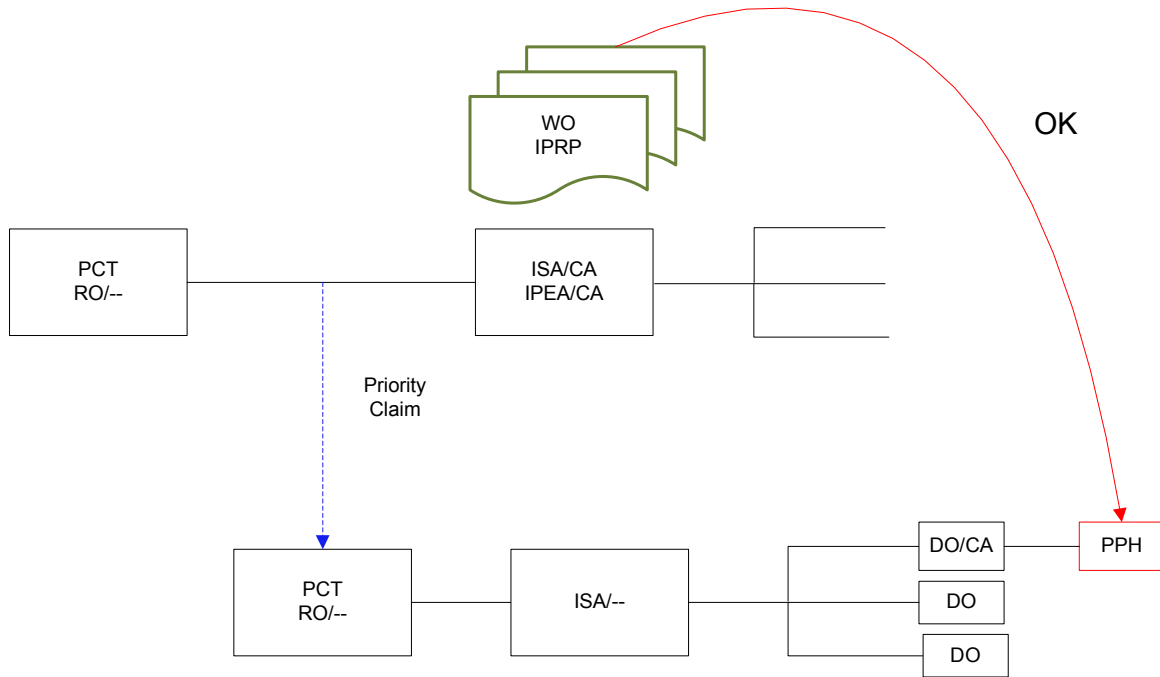 WO
IPRP
OK
PCT
RO/--
ISA/CA
IPEA/CA
Priority
Claim
DO/CA
PPH
PCT
RO/--
ISA/--
DO
DO